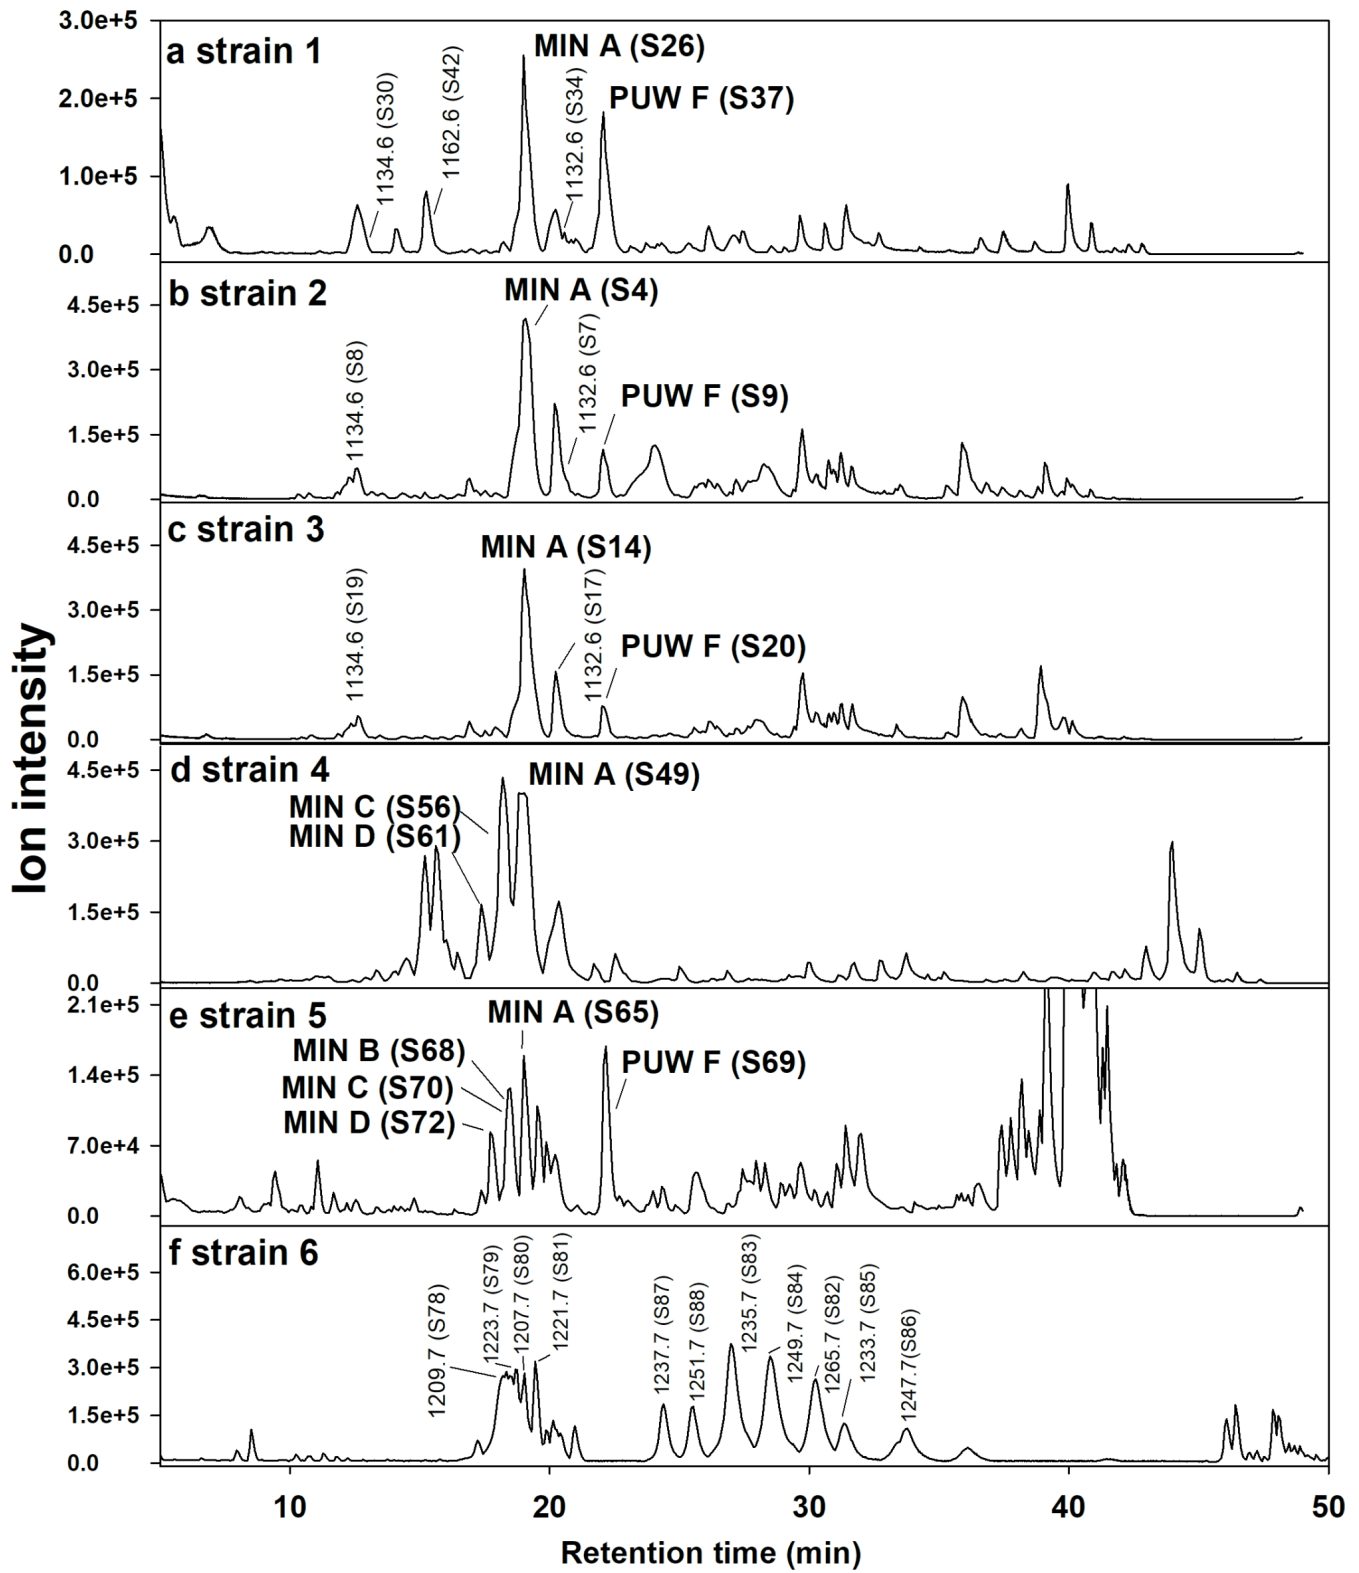 3.0e+5
a strain 1
MIN A (S26)
2.0e+5
PUW F (S37)
1134.6 (S30)
1162.6 (S42)
1132.6 (S34)
1.0e+5
0.0
b strain 2
MIN A (S4)
4.5e+5
3.0e+5
1134.6 (S8)
1132.6 (S7)
PUW F (S9)
1.5e+5
0.0
c strain 3
MIN A (S14)
4.5e+5
3.0e+5
1134.6 (S19)
1132.6 (S17)
PUW F (S20)
1.5e+5
0.0
Ion intensity
d strain 4
MIN A (S49)
4.5e+5
MIN C (S56)
MIN D (S61)
3.0e+5
1.5e+5
0.0
2.1e+5
e strain 5
MIN A (S65)
MIN B (S68)
PUW F (S69)
1.4e+5
MIN C (S70)
MIN D (S72)
7.0e+4
0.0
f strain 6
6.0e+5
4.5e+5
3.0e+5
1.5e+5
0.0
1209.7 (S78)
1223.7 (S79)
1207.7 (S80)
1221.7 (S81)
1237.7 (S87)
1251.7 (S88)
1235.7 (S83)
1249.7 (S84)
1265.7 (S82)
1233.7 (S85)
1247.7(S86)
10
20
30
40
50
Retention time (min)